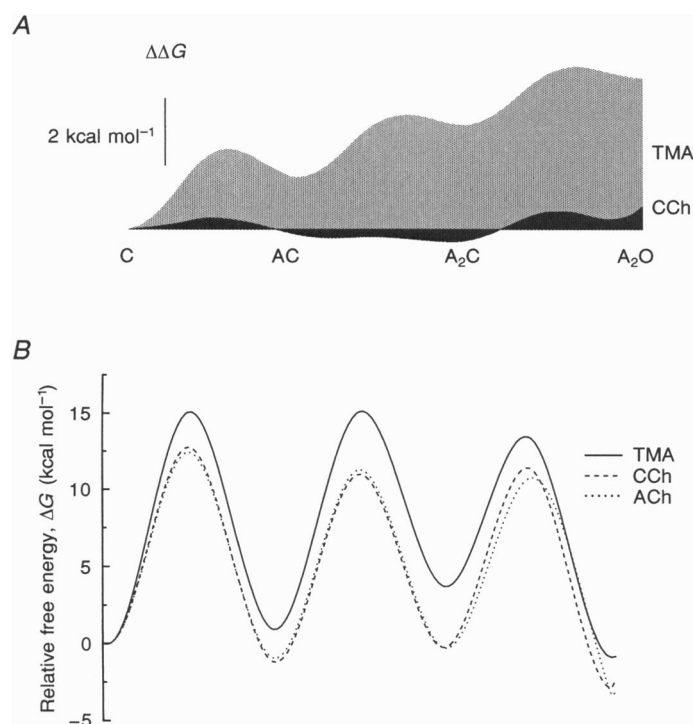 A
ΔΔG
2 kcal mol⁻¹
TMA
CCh
C AC A₂C A₂O
B
Relative free energy, ΔG (kcal mol⁻¹)
15
10
5
0
−5
TMA
CCh
ACh